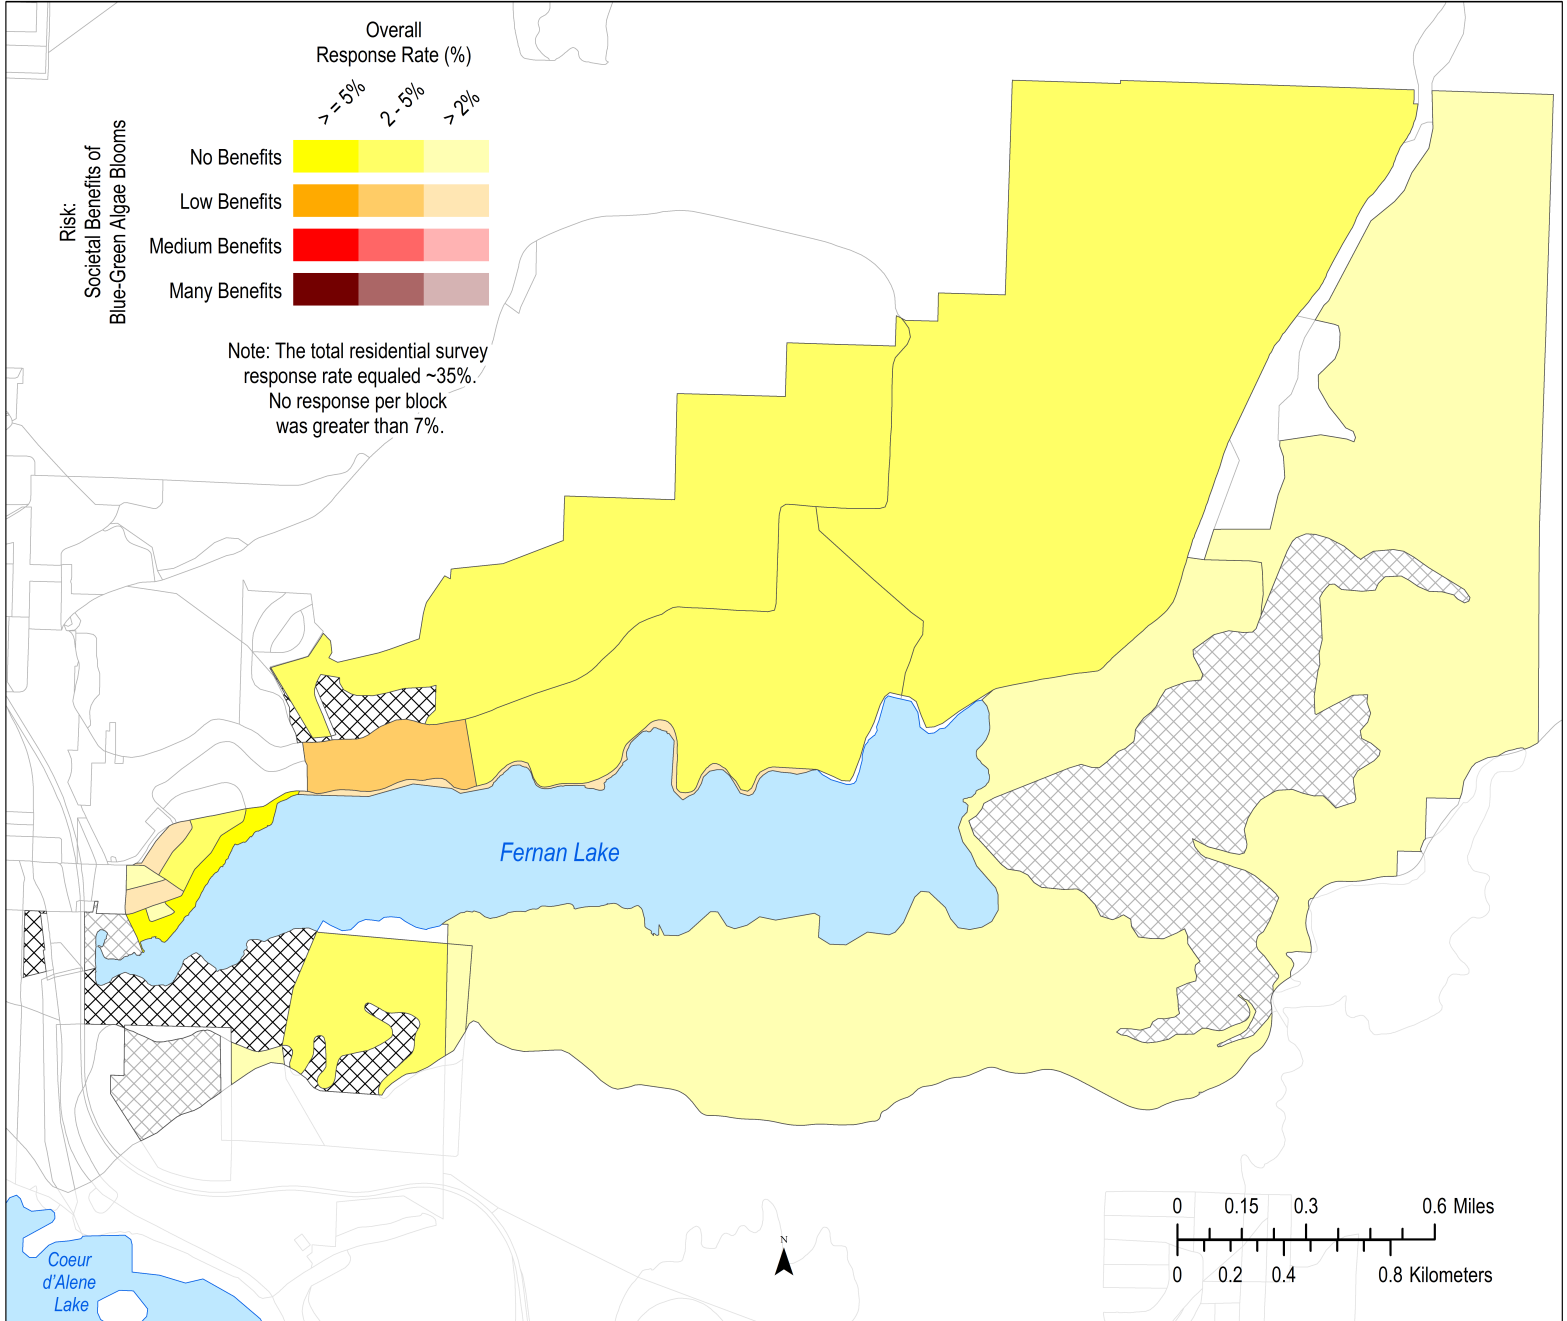 Overall
Response Rate (%)
> = 5%
2 - 5%
> 2%
Risk:
Societal Benefits of
Blue-Green Algae Blooms
No Benefits
Low Benefits
Medium Benefits
Many Benefits
Note: The total residential survey
response rate equaled ~35%.
No response per block
was greater than 7%.
Fernan Lake
Coeur
d'Alene
Lake
N
0 0.15 0.3 0.6 Miles
0 0.2 0.4 0.8 Kilometers